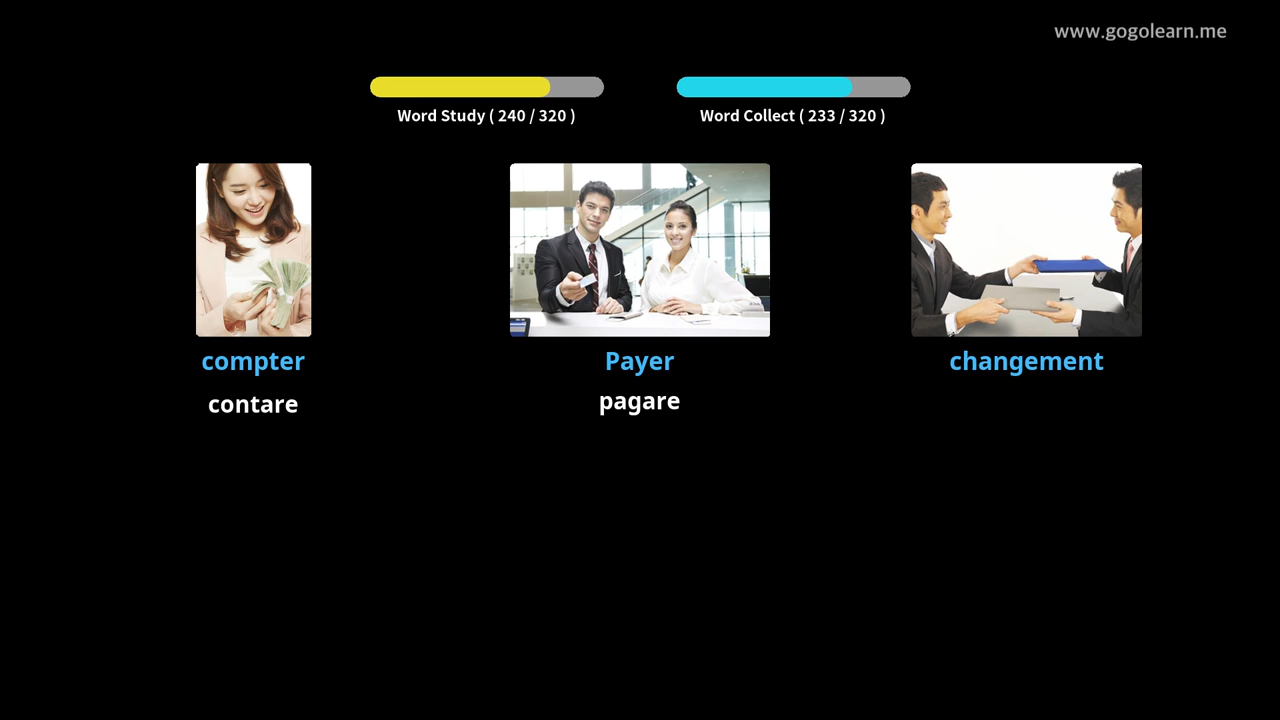 www.gogolearn.me
Word Study ( 240 / 320 )
Word Collect ( 233 / 320 )
compter
Payer
changement
contare
pagare